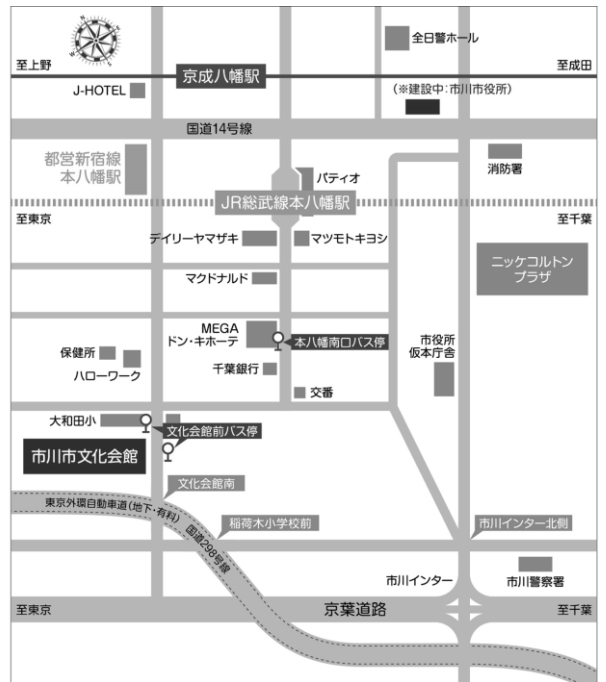 全日警ホール
至上野
京成八幡駅
至成田
J-HOTEL
(※建設中:市川市役所)
国道14号線
都営新宿線
本八幡駅
パティオ
消防署
JR総武線本八幡駅
至東京
至千葉
デイリーヤマザキ
マツモトキヨシ
ニッケコルトン
プラザ
マクドナルド
MEGA
ドン・キホーテ
本八幡南口バス停
市役所
仮本庁舎
保健所
ハローワーク
千葉銀行
交番
大和田小
文化会館前バス停
市川市文化会館
文化会館南
東京外環自動車道(地下・有料)
国道298号線
稲荷木小学校前
市川インター北側
市川インター
市川警察署
至東京
京葉道路
至千葉